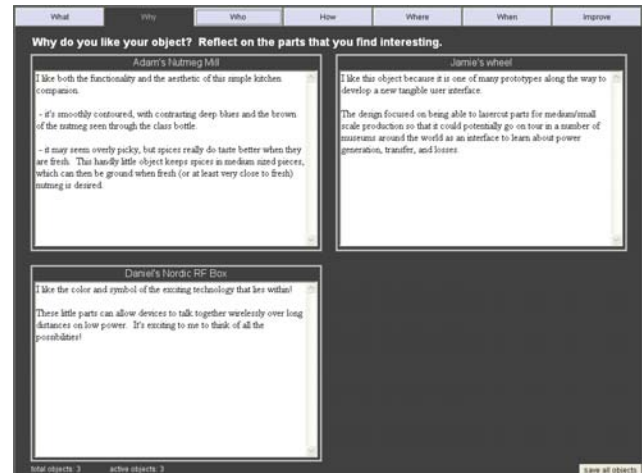 What Why Who How Where When Improve
Why do you like your object? Reflect on the parts that you find interesting.
Adam's Nutmeg Mill
I like both the functionality and the aesthetic of this simple kitchen
companion.
- it's smoothly contoured, with contrasting deep blues and the brown
of the nutmeg seen through the class bottle.
- it may seem overly picky, but spices really do taste better when they
are fresh. This handly little object keeps spices in medium sized pieces,
which can then be ground when fresh (or at least very close to fresh)
nutmeg is desired.
Jamie's wheel
I like this object because it is one of many prototypes along the way to
develop a new tangible user interface.
The design focused on being able to lasercut parts for medium/small
scale production so that it could potentially go on tour in a number of
museums around the world as an interface to learn about power
generation, transfer, and losses.
Daniel's Nordic RF Box
I like the color and symbol of the exciting technology that lies within!
These little parts can allow devices to talk together wirelessly over long
distances on low power. It's exciting to me to think of all the
possibilities!
total objects: 3 active objects: 3
save all objects